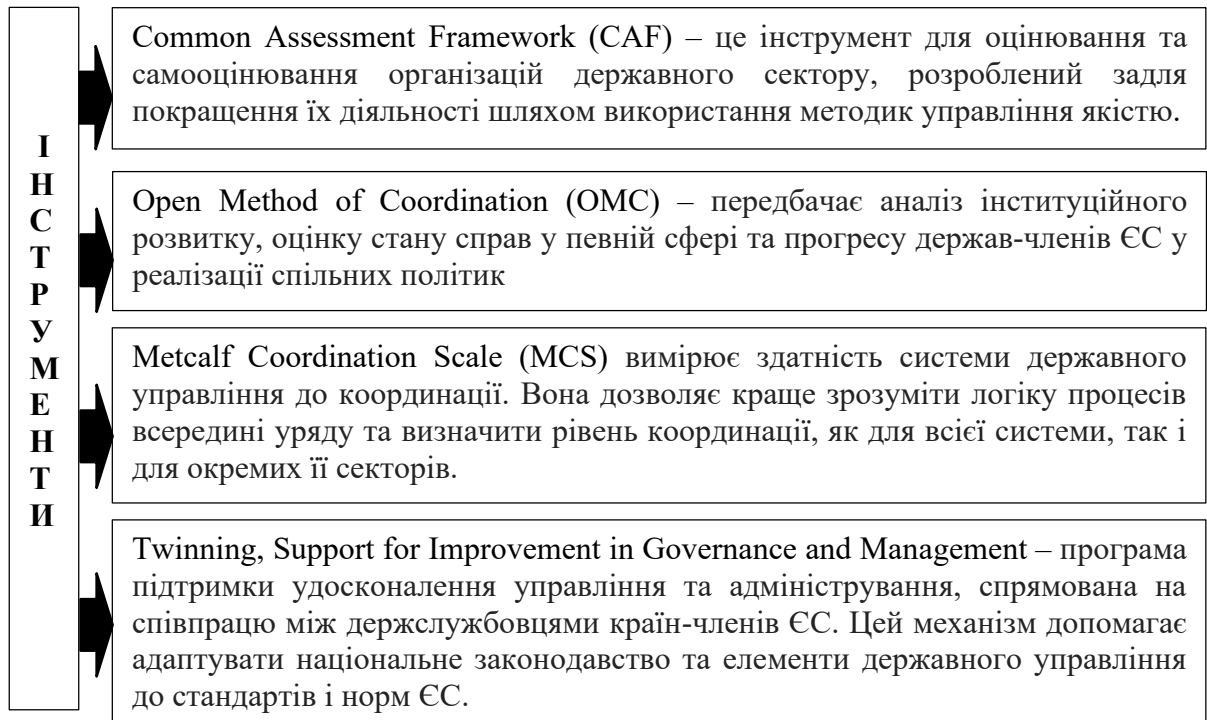 ІНСТРУМЕНТИ
Common Assessment Framework (CAF) – це інструмент для оцінювання та
самооцінювання організацій державного сектору, розроблений задля
покращення їх діяльності шляхом використання методик управління якістю.
Open Method of Coordination (OMC) – передбачає аналіз інституційного
розвитку, оцінку стану справ у певній сфері та прогресу держав-членів ЄС у
реалізації спільних політик
Metcalf Coordination Scale (MCS) вимірює здатність системи державного
управління до координації. Вона дозволяє краще зрозуміти логіку процесів
всередині уряду та визначити рівень координації, як для всієї системи, так і
для окремих її секторів.
Twinning, Support for Improvement in Governance and Management – програма
підтримки удосконалення управління та адміністрування, спрямована на
співпрацю між держслужбовцями країн-членів ЄС. Цей механізм допомагає
адаптувати національне законодавство та елементи державного управління
до стандартів і норм ЄС.